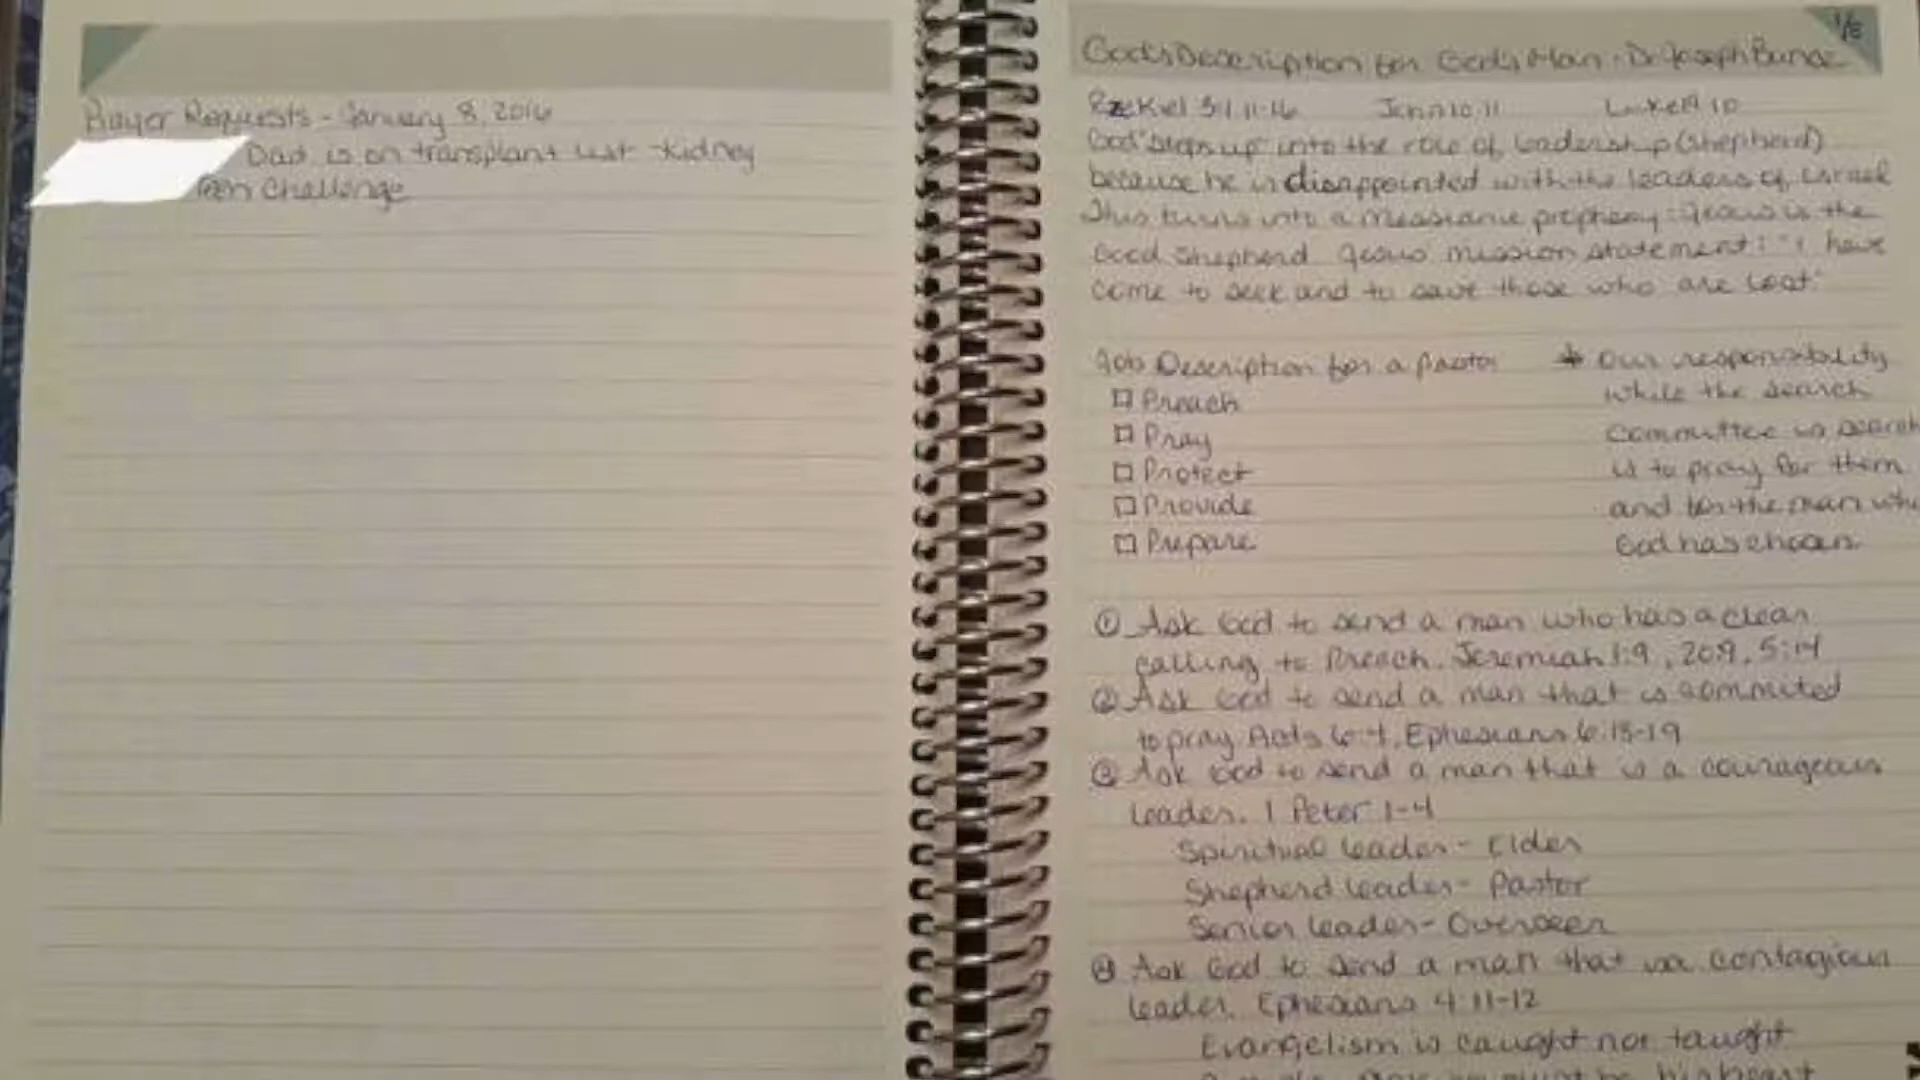 Prayer Requests - January 8, 2016
Dad is on transplant list - Kidney
Teen Challenge
1/8
God's Description for God's Man - Dr. Joseph
Ezekiel 34:1, 11-16 John 10:11 Luke 19:10
God "steps up" into the role of leadership (shepherd)
because he is disappointed with the leaders of Israel
This turns into a Messianic prophecy: Jesus is the
Good Shepherd Jesus' mission statement: "I have
come to seek and to save those who are lost"
Job Description for a Pastor
□ Preach
□ Pray
□ Protect
□ Provide
□ Prepare
* Our responsibility
while the search
committee is search
is to pray for them
and for the man who
God has chosen
① Ask God to send a man who has a clear
calling to Preach. Jeremiah 1:9, 20:9, 5:14
② Ask God to send a man that is committed
to pray Acts 6:4, Ephesians 6:18-19
③ Ask God to send a man that is a courageous
leader. 1 Peter 1-4
Spiritual leader - Elder
Shepherd leader - Pastor
Senior leader - Overseer
④ Ask God to send a man that is a contagious
leader. Ephesians 4:11-12
Evangelism is caught not taught